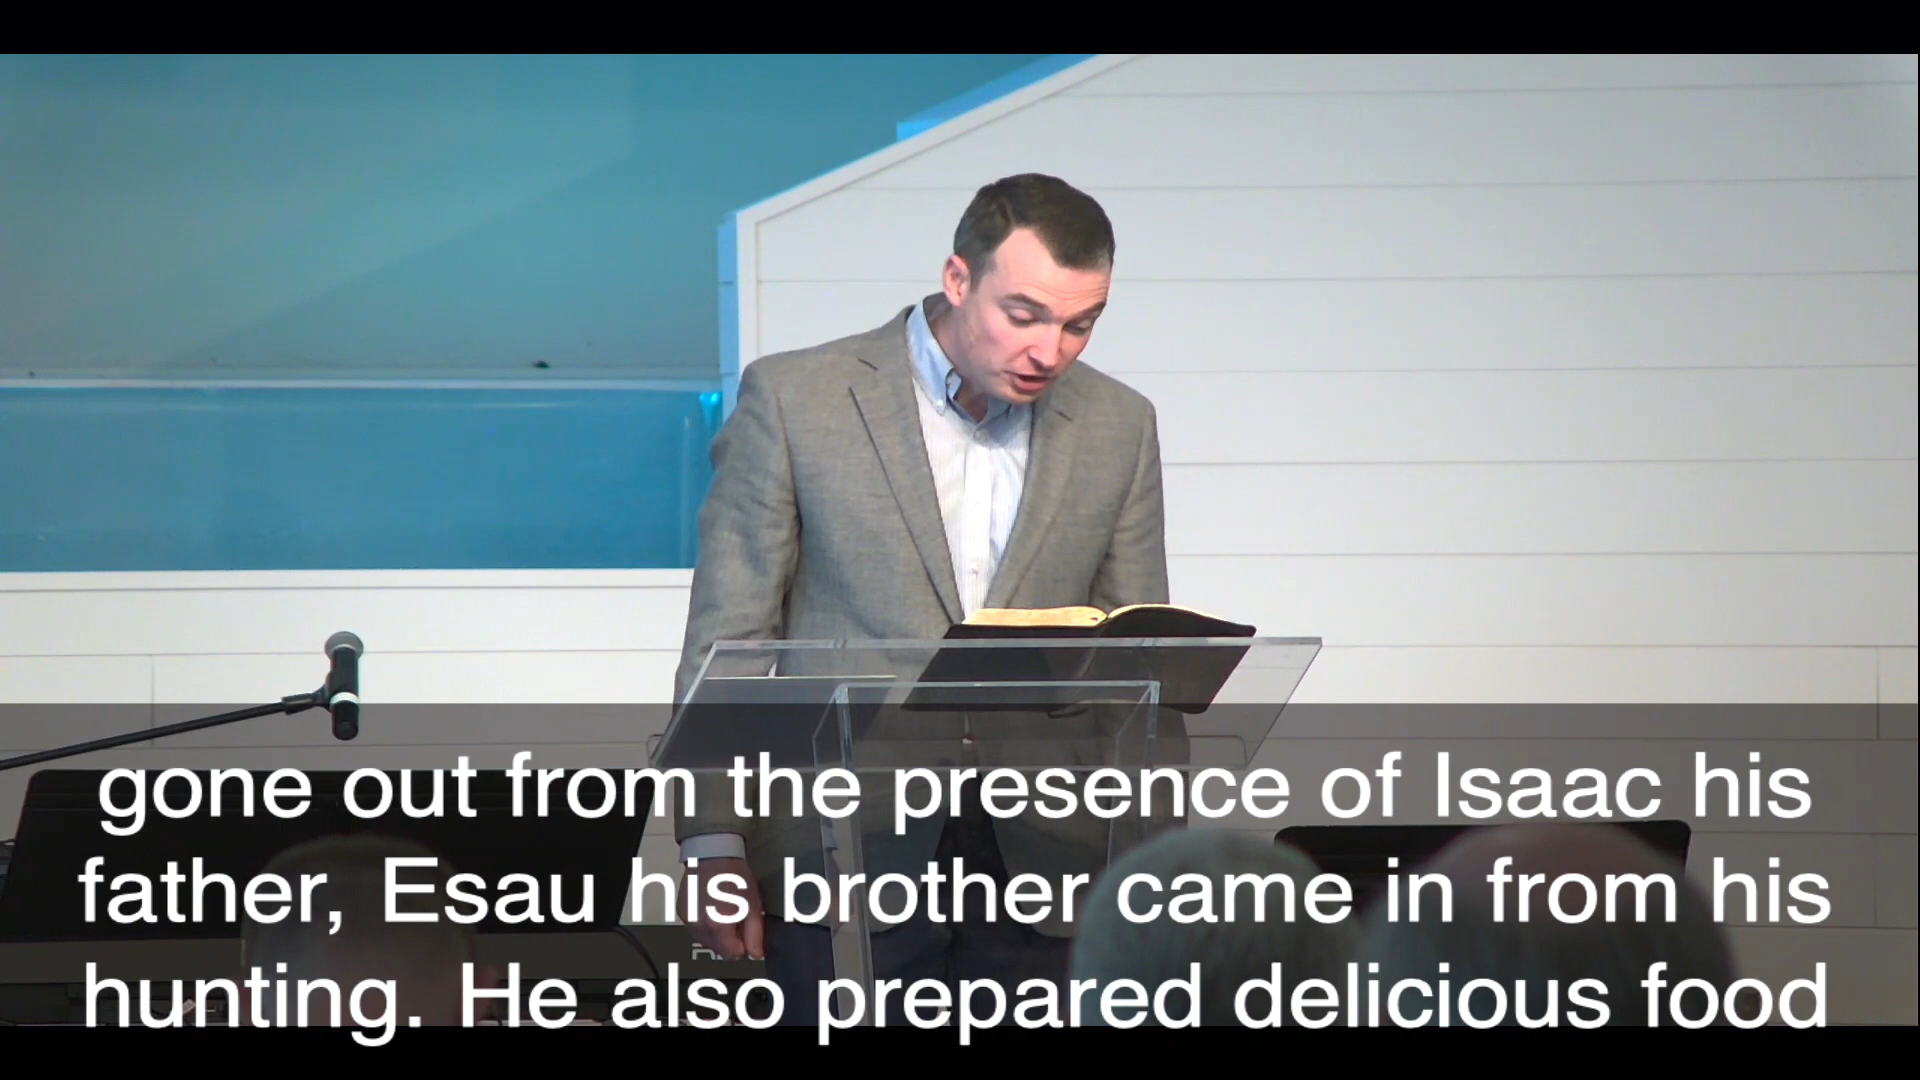 gone out from the presence of Isaac his
father, Esau his brother came in from his
hunting. He also prepared delicious food